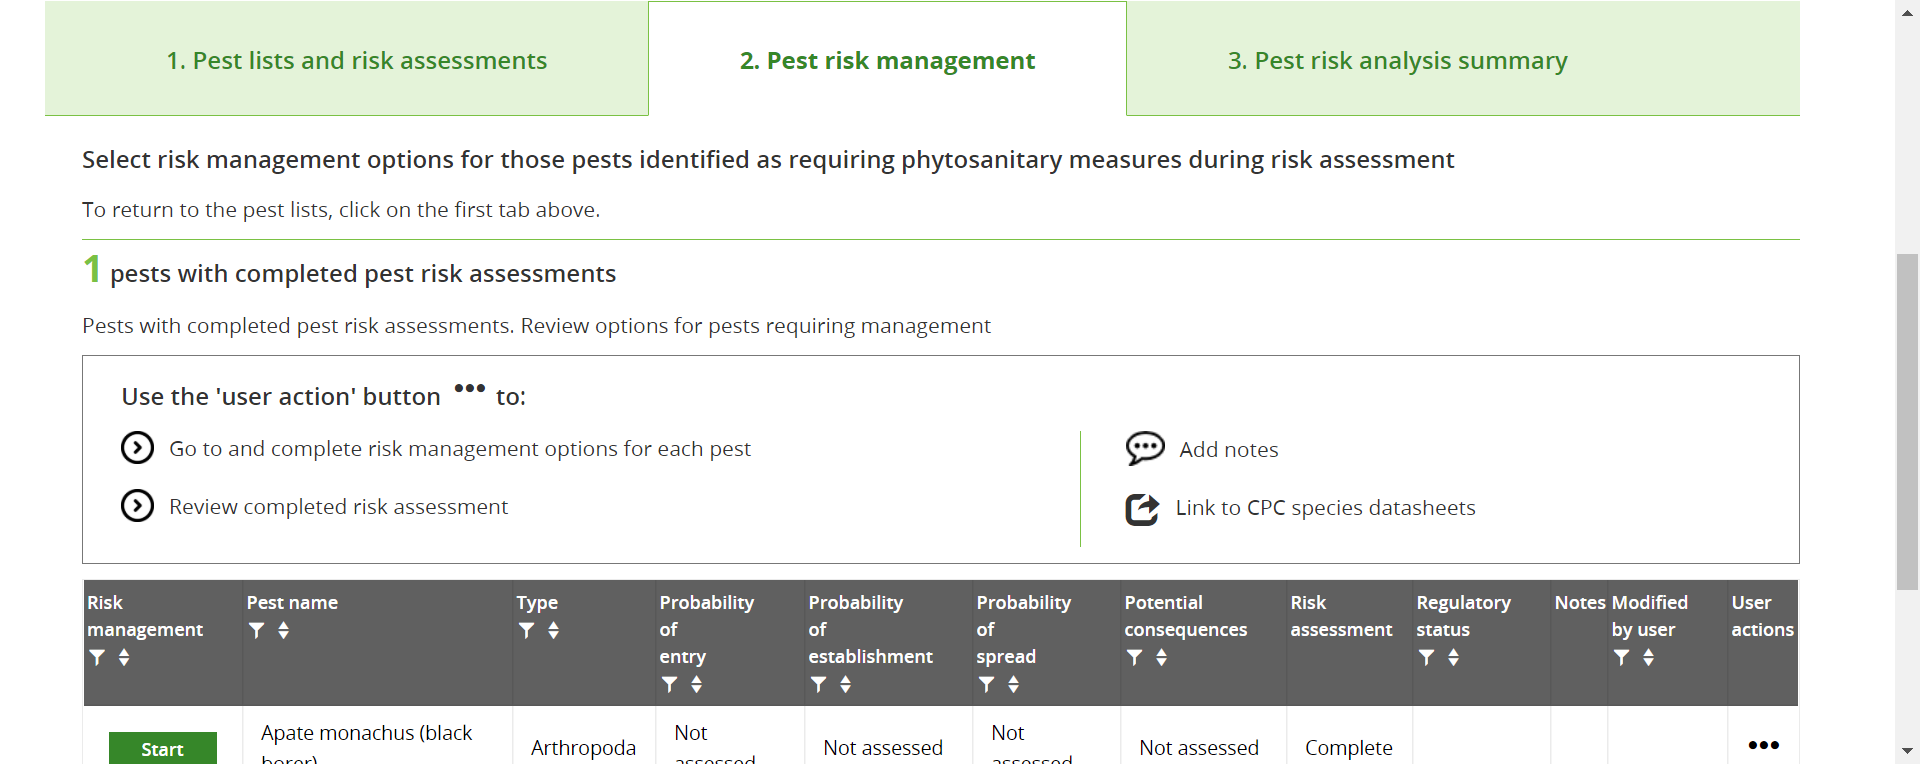 1. Pest lists and risk assessments
2. Pest risk management
3. Pest risk analysis summary
Select risk management options for those pests identified as requiring phytosanitary measures during risk assessment
To return to the pest lists, click on the first tab above.
1 pests with completed pest risk assessments
Pests with completed pest risk assessments. Review options for pests requiring management
Use the 'user action' button ••• to:
Go to and complete risk management options for each pest
Review completed risk assessment
Add notes
Link to CPC species datasheets
Risk
management
Pest name
Type
Probability
of
entry
Probability
of
establishment
Probability
of
spread
Potential
consequences
Risk
assessment
Regulatory
status
Notes
Modified
by user
User
actions
Start
Apate monachus (black
borer)
Arthropoda
Not
assessed
Not assessed
Not
assessed
Not assessed
Complete
•••